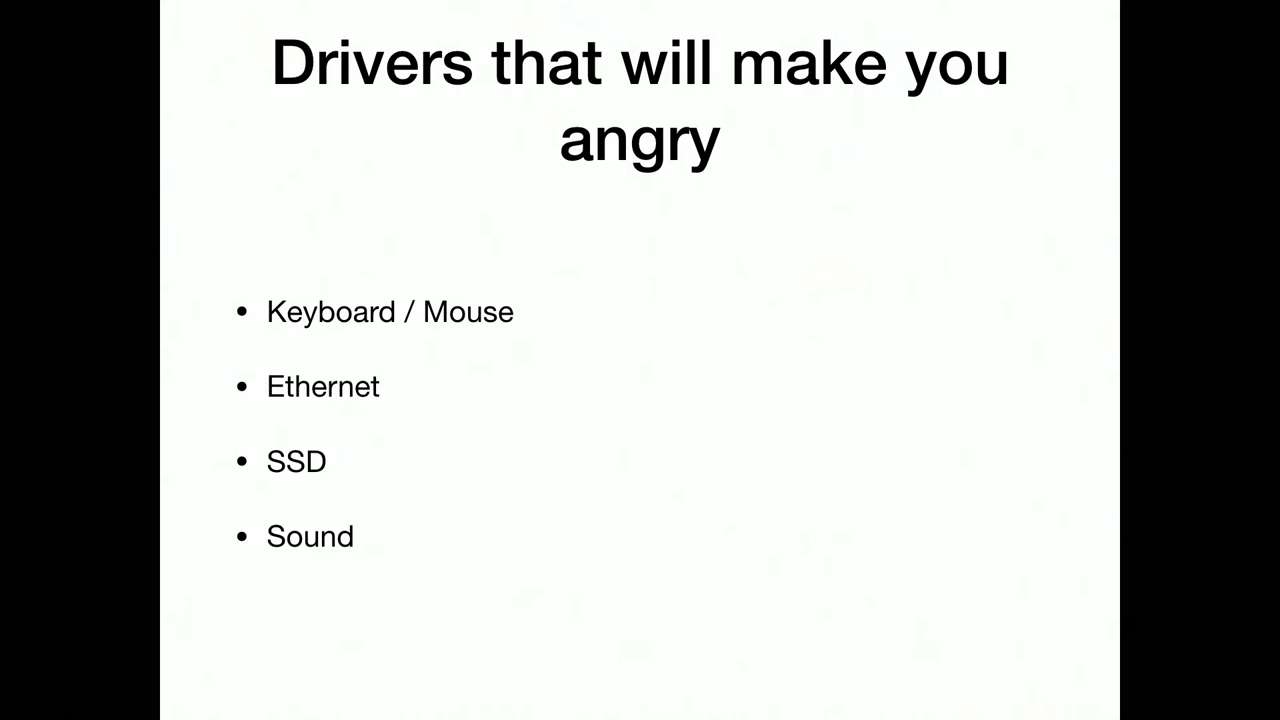 Drivers that will make you
angry
• Keyboard / Mouse
• Ethernet
• SSD
• Sound